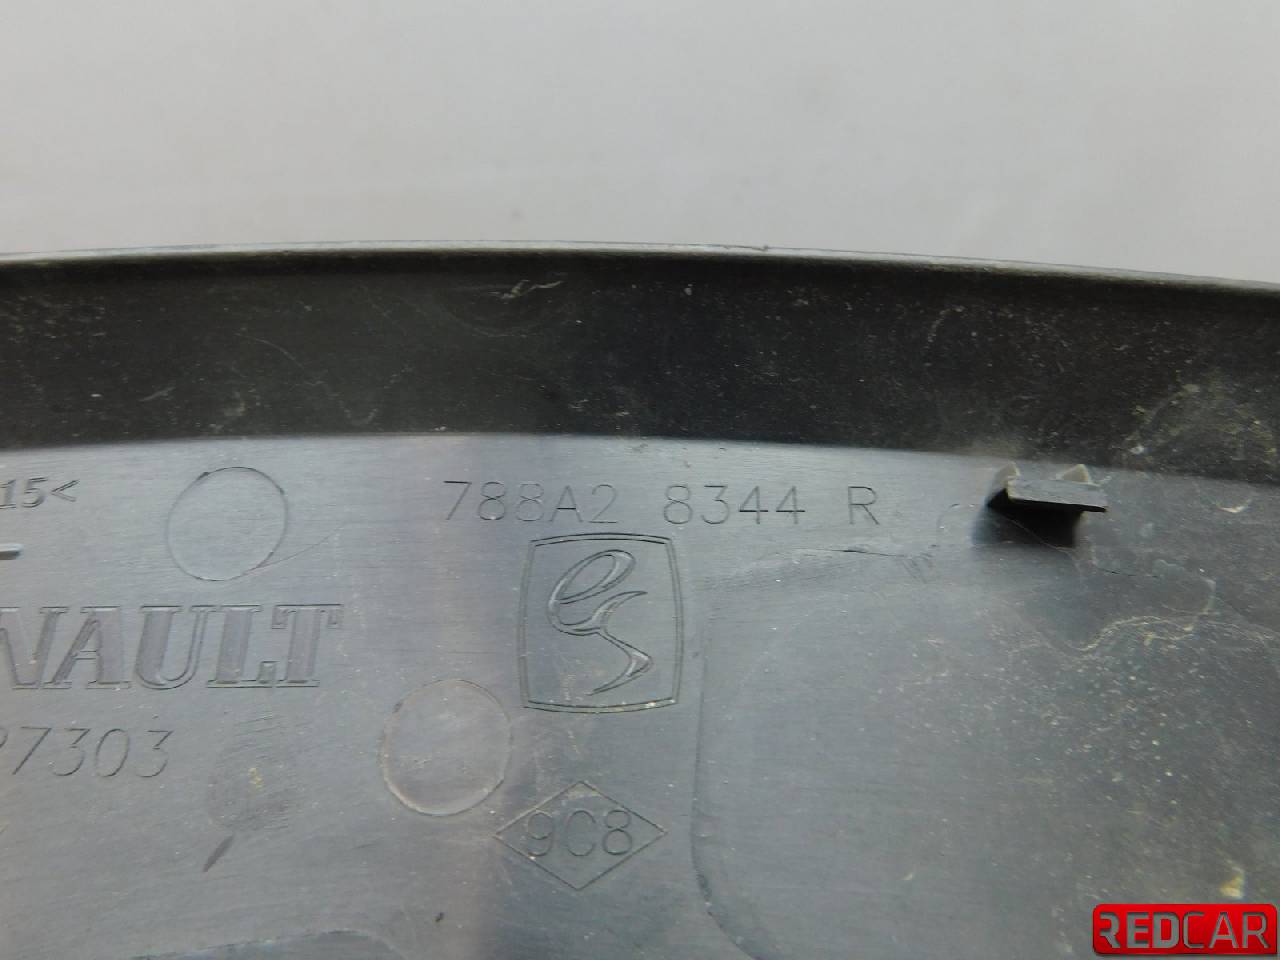 15<
788A2 8344 R
NAULT
27303
9C8
REDCAR